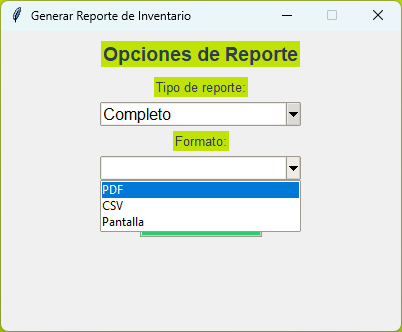 Generar Reporte de Inventario
Opciones de Reporte
Tipo de reporte:
Completo
Formato:
PDF
CSV
Pantalla